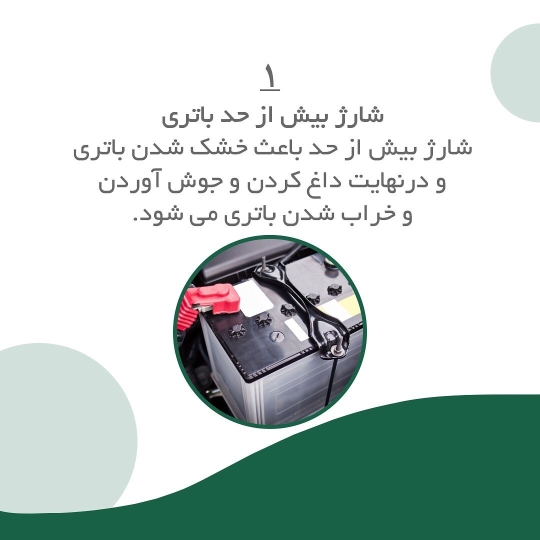 ۱
شارژ بیش از حد باتری
شارژ بیش از حد باعث خشک شدن باتری
و درنهایت داغ کردن و جوش آوردن
و خراب شدن باتری می شود.